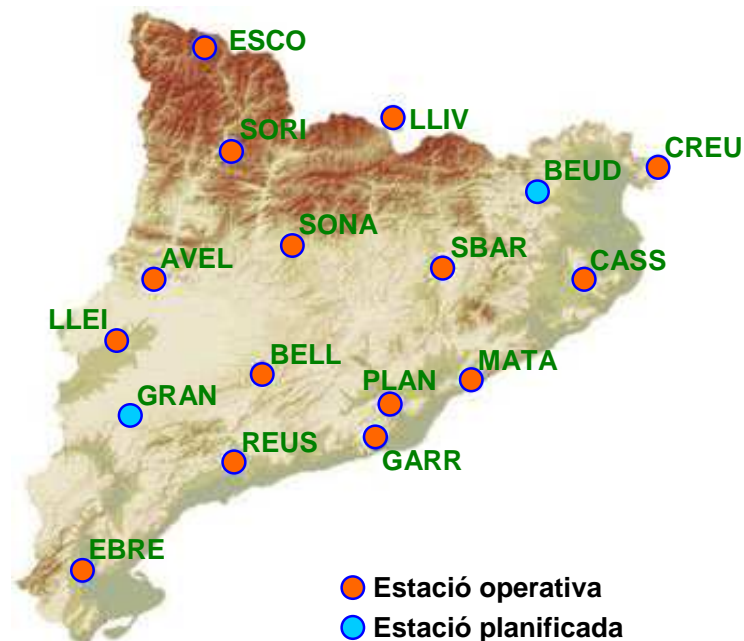 ESCO
LLIV
SORI
CREU
BEUD
SONA
SBAR
AVEL
CASS
LLEI
BELL
MATA
PLAN
GRAN
REUS
GARR
EBRE
Estació operativa
Estació planificada